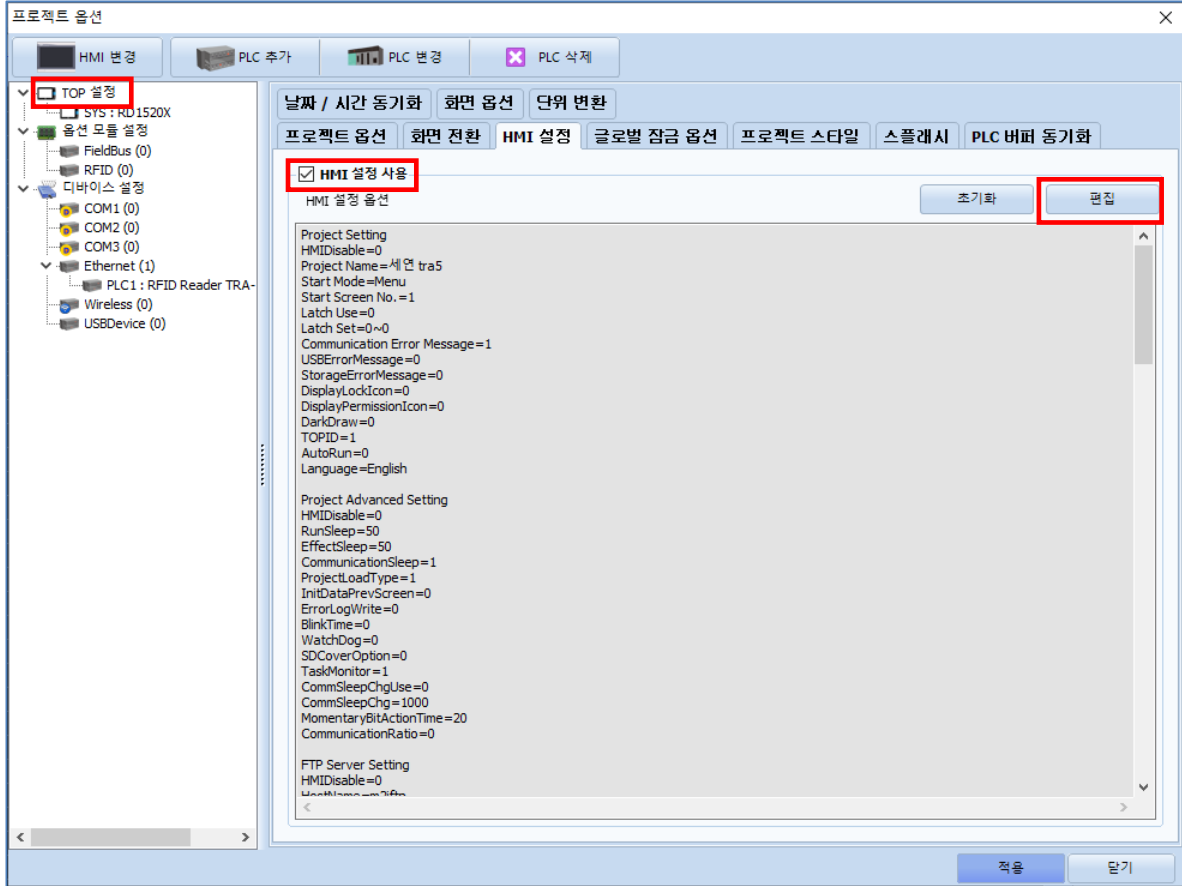 프로젝트 옵션
HMI 변경
PLC 추가
PLC 변경
PLC 삭제
TOP 설정
SYS : RD1520X
옵션 모듈 설정
FieldBus (0)
RFID (0)
디바이스 설정
COM1 (0)
COM2 (0)
COM3 (0)
Ethernet (1)
PLC1 : RFID Reader TRA-
Wireless (0)
USBDevice (0)
날짜 / 시간 동기화
화면 옵션
단위 변환
프로젝트 옵션
화면 전환
HMI 설정
글로벌 잠금 옵션
프로젝트 스타일
스플래시
PLC 버퍼 동기화
HMI 설정 사용
HMI 설정 옵션
초기화
편집
Project Setting
HMIDisable=0
Project Name=세연 tra5
Start Mode=Menu
Start Screen No.=1
Latch Use=0
Latch Set=0~0
Communication Error Message=1
USBErrorMessage=0
StorageErrorMessage=0
DisplayLockIcon=0
DisplayPermissionIcon=0
DarkDraw=0
TOPID=1
AutoRun=0
Language=English
Project Advanced Setting
HMIDisable=0
RunSleep=50
EffectSleep=50
CommunicationSleep=1
ProjectLoadType=1
InitDataPrevScreen=0
ErrorLogWrite=0
BlinkTime=0
WatchDog=0
SDCoverOption=0
TaskMonitor=1
CommSleepChgUse=0
CommSleepChg=1000
MomentaryBitActionTime=20
CommunicationRatio=0
FTP Server Setting
HMIDisable=0
HostName=m2iftp
적용
닫기